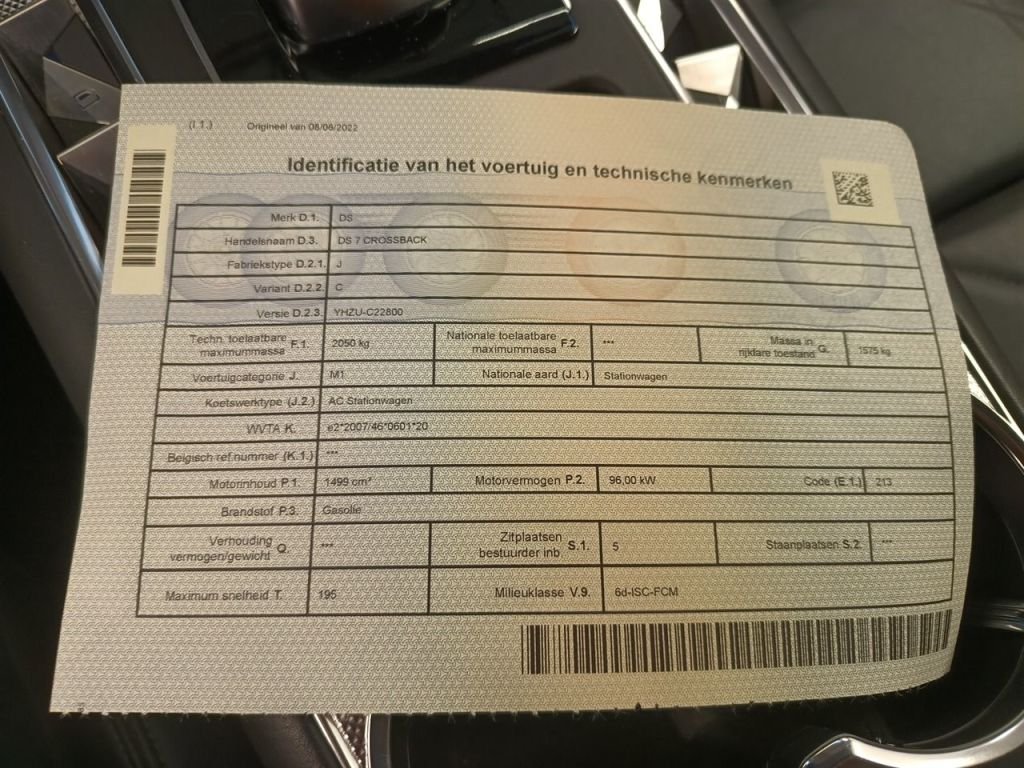 (I.1.) Origineel van 08/06/2022
Identificatie van het voertuig en technische kenmerken
Merk D.1. DS
Handelsnaam D.3. DS 7 CROSSBACK
Fabriekstype D.2.1. J
Variant D.2.2. C
Versie D.2.3. YHZU-C22800
Techn. toelaatbare maximummassa F.1. 2050 kg Nationale toelaatbare maximummassa F.2. *** Massa in rijklare toestand G. 1575 kg
Voertuigcategorie J. M1 Nationale aard (J.1.) Stationwagen
Koetswerktype (J.2.) AC Stationwagen
WVTA K. e2*2007/46*0601*20
Belgisch ref.nummer (K.1.) ***
Motorinhoud P.1. 1499 cm³ Motorvermogen P.2. 96,00 kW Code (E.1.) 213
Brandstof P.3. Gasolie
Verhouding vermogen/gewicht Q. *** Zitplaatsen bestuurder inb. S.1. 5 Staanplaatsen S.2. ***
Maximum snelheid T. 195 Milieuklasse V.9. 6d-ISC-FCM